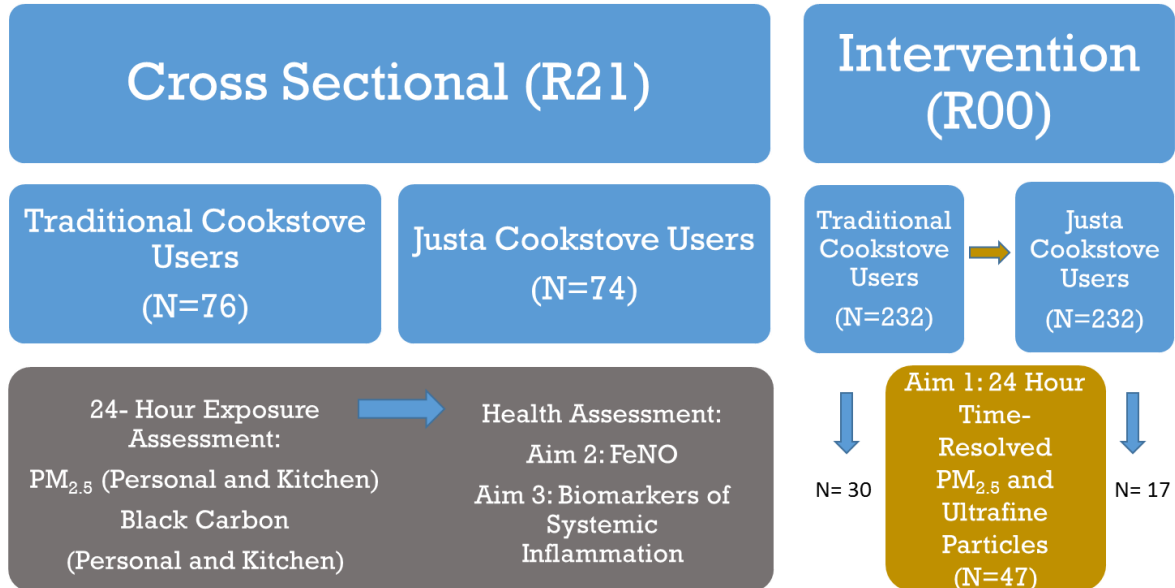 Cross Sectional (R21)
Intervention
(R00)
Traditional Cookstove
Users
(N=76)
Justa Cookstove Users
(N=74)
Traditional
Cookstove
Users
(N=232)
Justa
Cookstove
Users
(N=232)
24- Hour Exposure
Assessment:
PM2.5 (Personal and Kitchen)
Black Carbon
(Personal and Kitchen)
Health Assessment:
Aim 2: FeNO
Aim 3: Biomarkers of
Systemic
Inflammation
N= 30
Aim 1: 24 Hour
Time-
Resolved
PM2.5 and
Ultrafine
Particles
(N=47)
N= 17